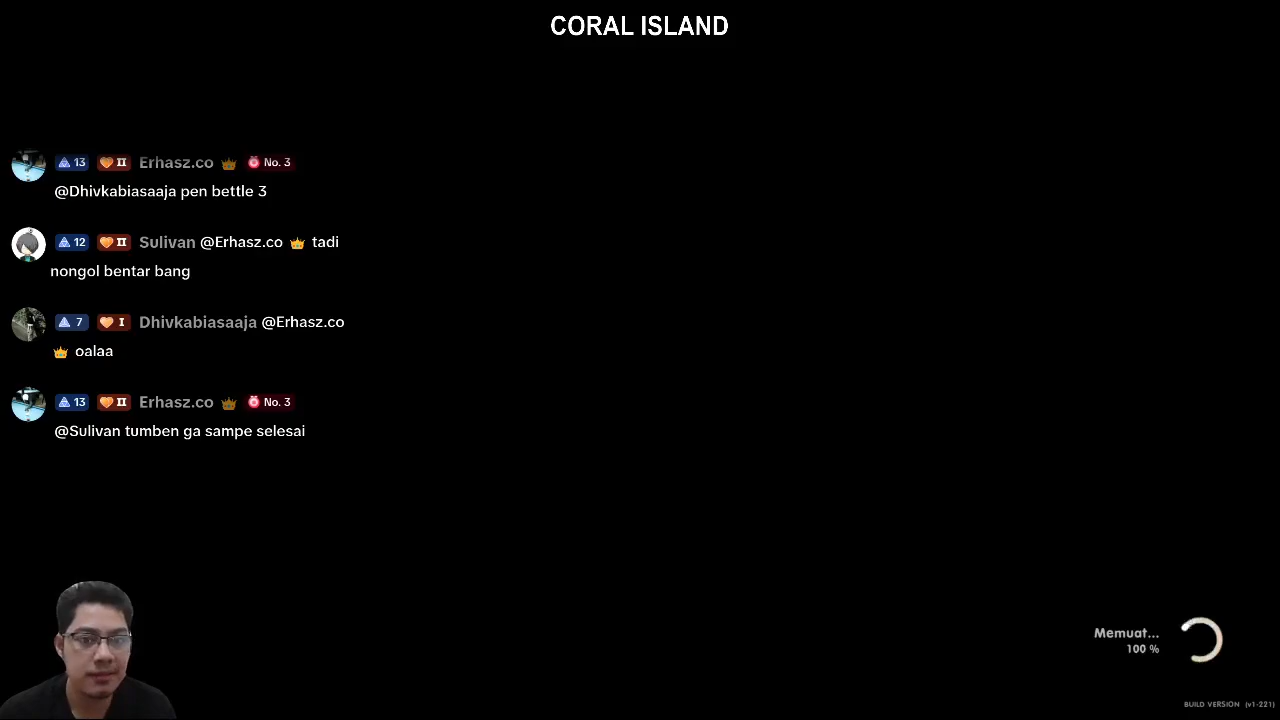 CORAL ISLAND
13 II Erhasz.co No. 3
@Dhivkabiasaaja pen bettle 3
12 II Sulivan @Erhasz.co tadi
nongol bentar bang
7 I Dhivkabiasaaja @Erhasz.co
oalaa
13 II Erhasz.co No. 3
@Sulivan tumben ga sampe selesai
Memuat...
100 %
BUILD VERSION (v1-221)